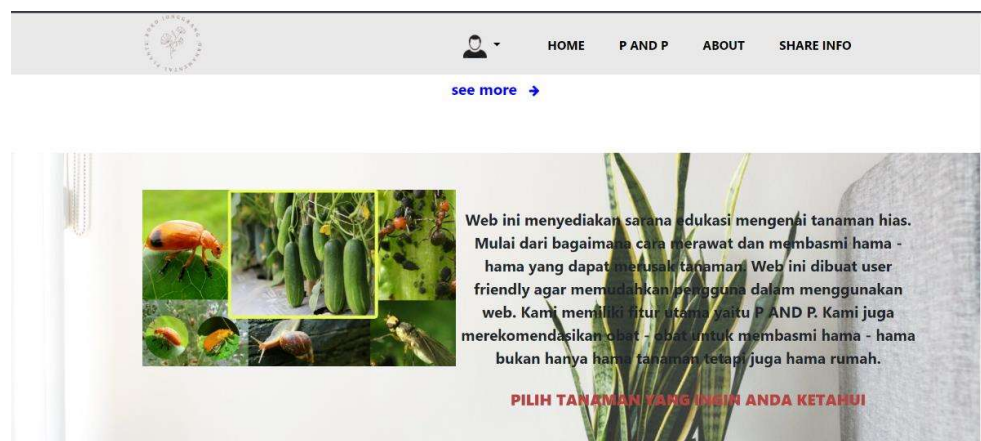 HOME P AND P ABOUT SHARE INFO
see more
Web ini menyediakan sarana edukasi mengenai tanaman hias.
Mulai dari bagaimana cara merawat dan membasmi hama -
hama yang dapat merusak tanaman. Web ini dibuat user
friendly agar memudahkan pengguna dalam menggunakan
web. Kami memiliki fitur utama yaitu P AND P. Kami juga
merekomendasikan obat - obat untuk membasmi hama - hama
bukan hanya hama tanaman tetapi juga hama rumah.
PILIH TANAMAN YANG INGIN ANDA KETAHUI